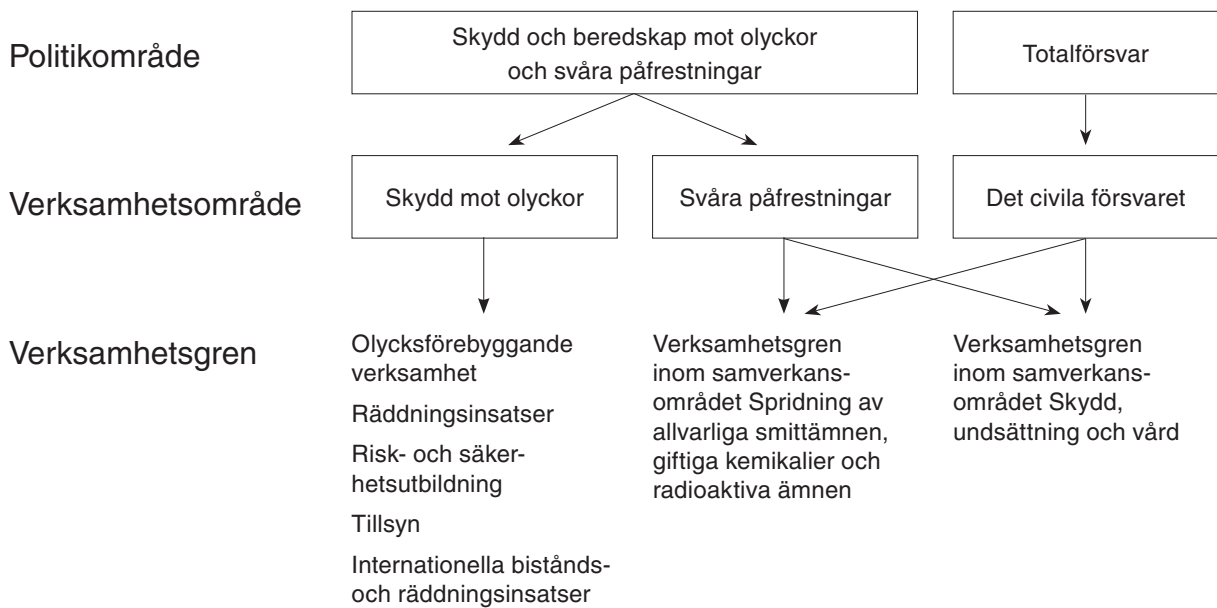 Politikområde
Skydd och beredskap mot olyckor
och svåra påfrestningar
Totalförsvar
Verksamhetsområde
Skydd mot olyckor
Svåra påfrestningar
Det civila försvaret
Verksamhetsgren
Olycksförebyggande
verksamhet
Räddningsinsatser
Risk- och säker-
hetsutbildning
Tillsyn
Internationella bistånds-
och räddningsinsatser
Verksamhetsgren
inom samverkans-
området Spridning av
allvarliga smittämnen,
giftiga kemikalier och
radioaktiva ämnen
Verksamhetsgren
inom samverkans-
området Skydd,
undsättning och vård